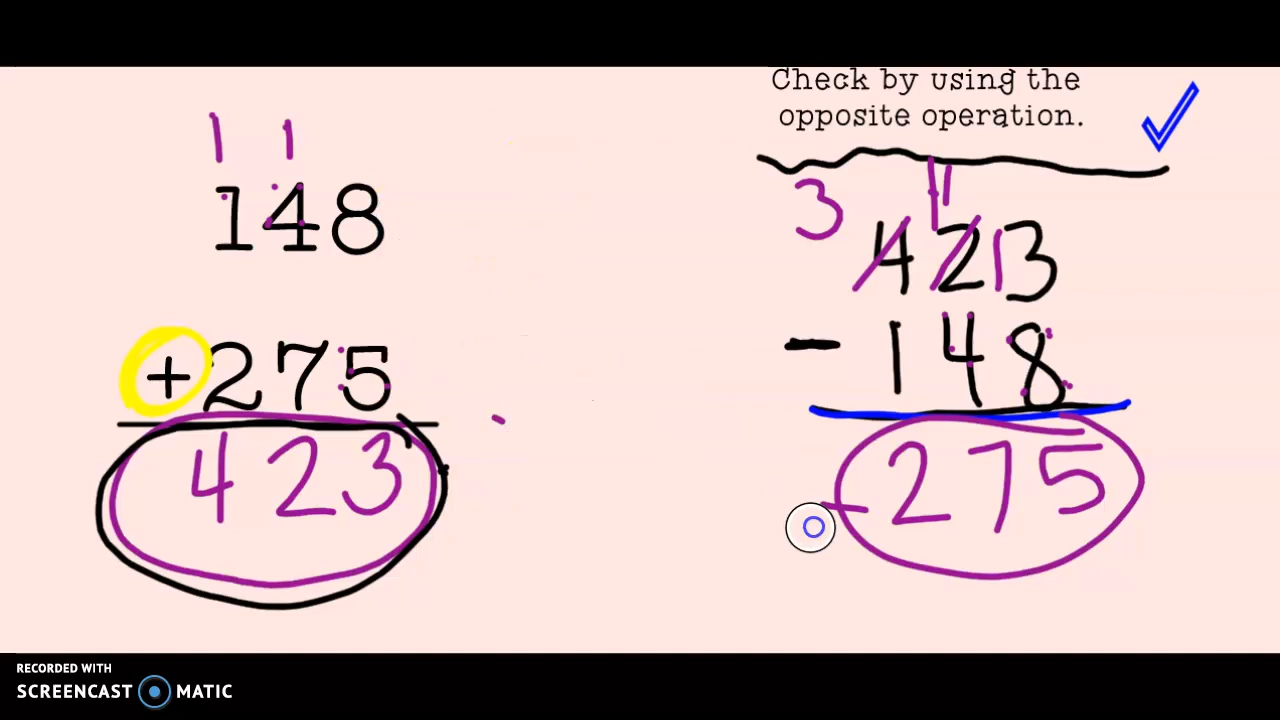 1 1
148
+275
423
Check by using the
opposite operation.
3 11
4213
-148
275
RECORDED WITH
SCREENCAST MATIC